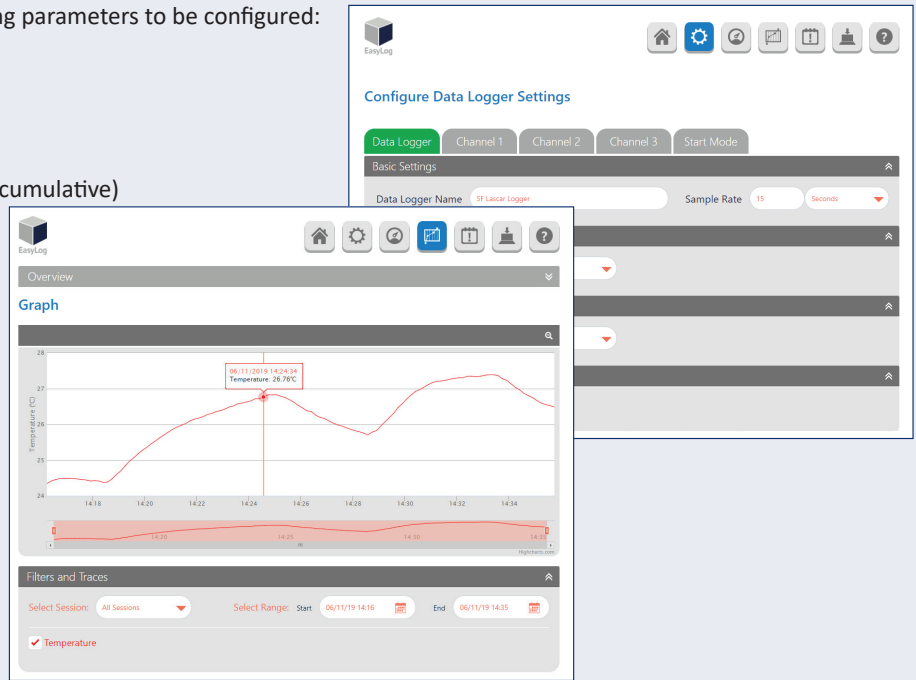 ng parameters to be configured:
cumulative)
EasyLog
Configure Data Logger Settings
Data Logger Channel 1 Channel 2 Channel 3 Start Mode
Basic Settings
Data Logger Name SF Lascar Logger Sample Rate 15 Seconds
EasyLog
Overview
Graph
28
06/11/2019 14:24:34
Temperature: 26.76°C
27
26
25
24
Temperature (°C)
14:18 14:20 14:22 14:24 14:26 14:28 14:30 14:32 14:34
14:20 14:25 14:30 14:35
Highcharts.com
Filters and Traces
Select Session: All Sessions Select Range: Start 06/11/19 14:16 End 06/11/19 14:35
Temperature